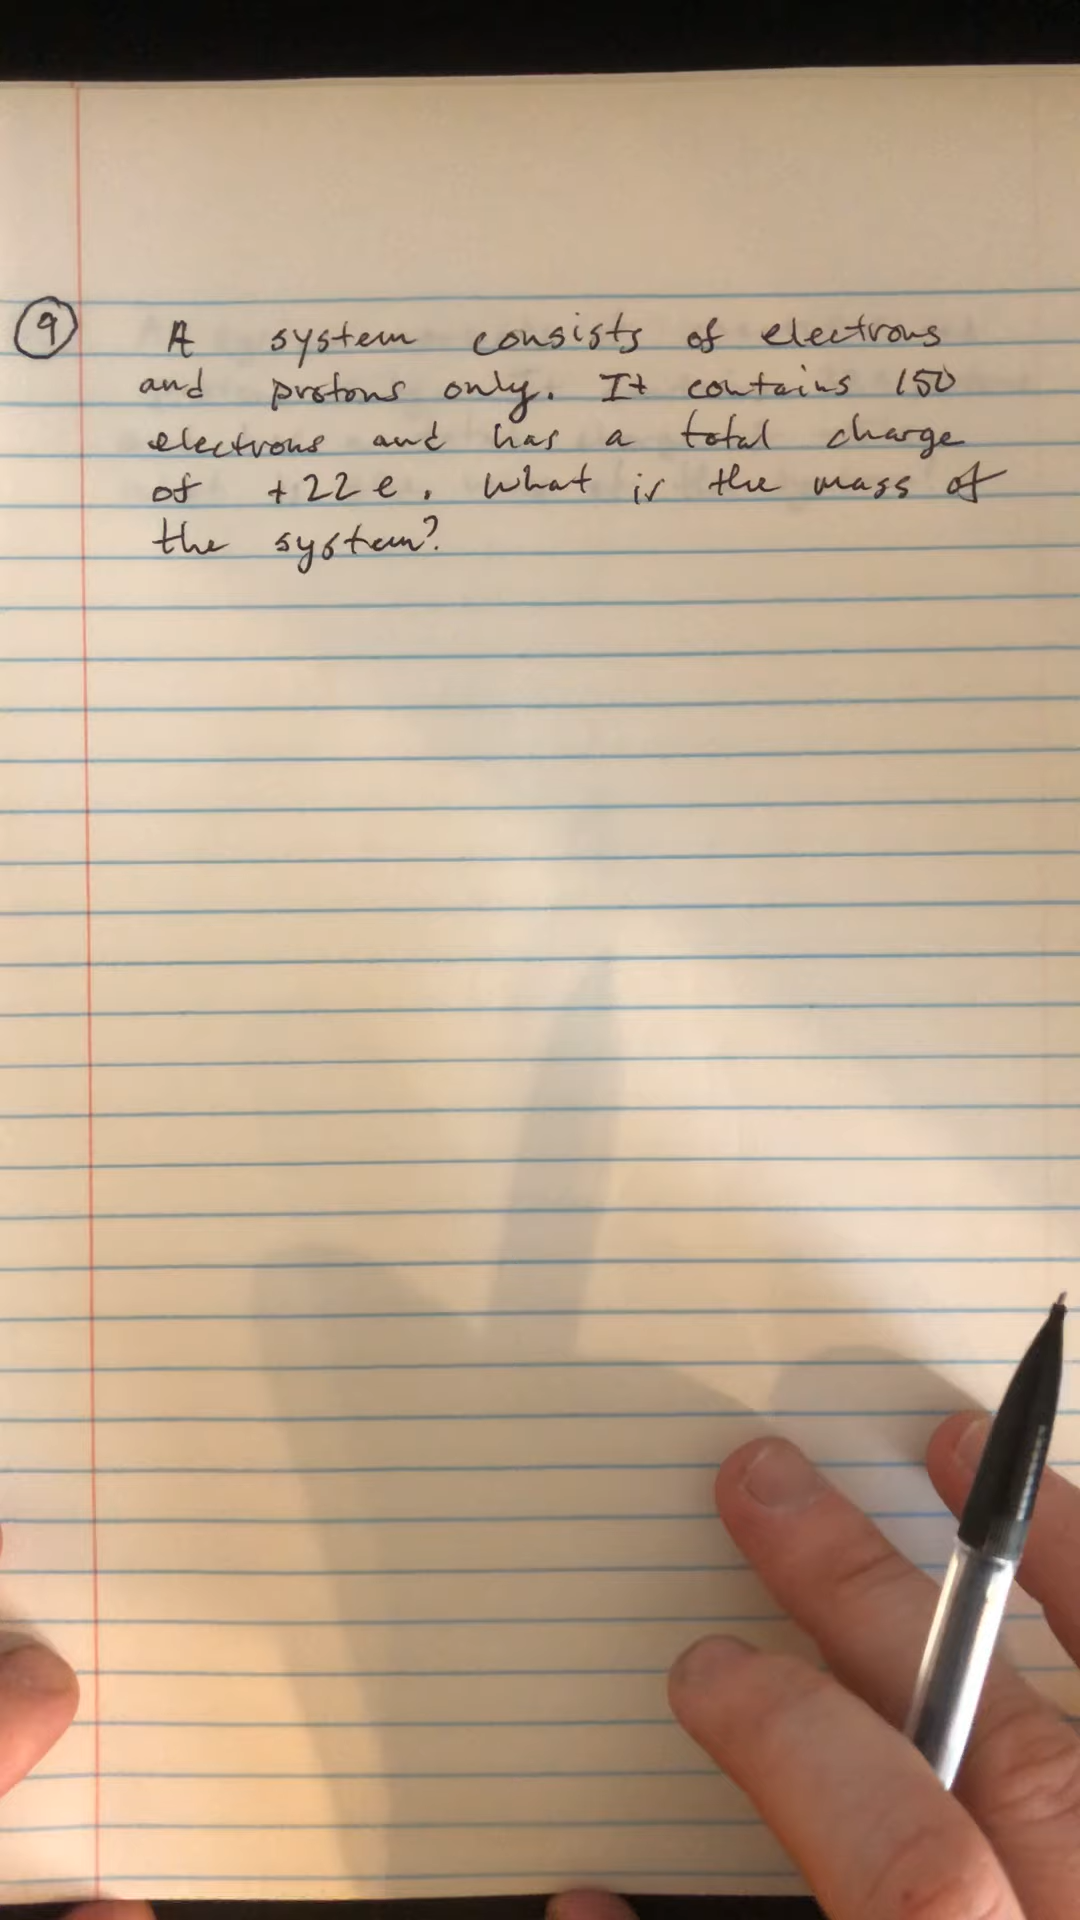 9 A system consists of electrons
and protons only. It contains 150
electrons and has a total charge
of +22e. What is the mass of
the system?